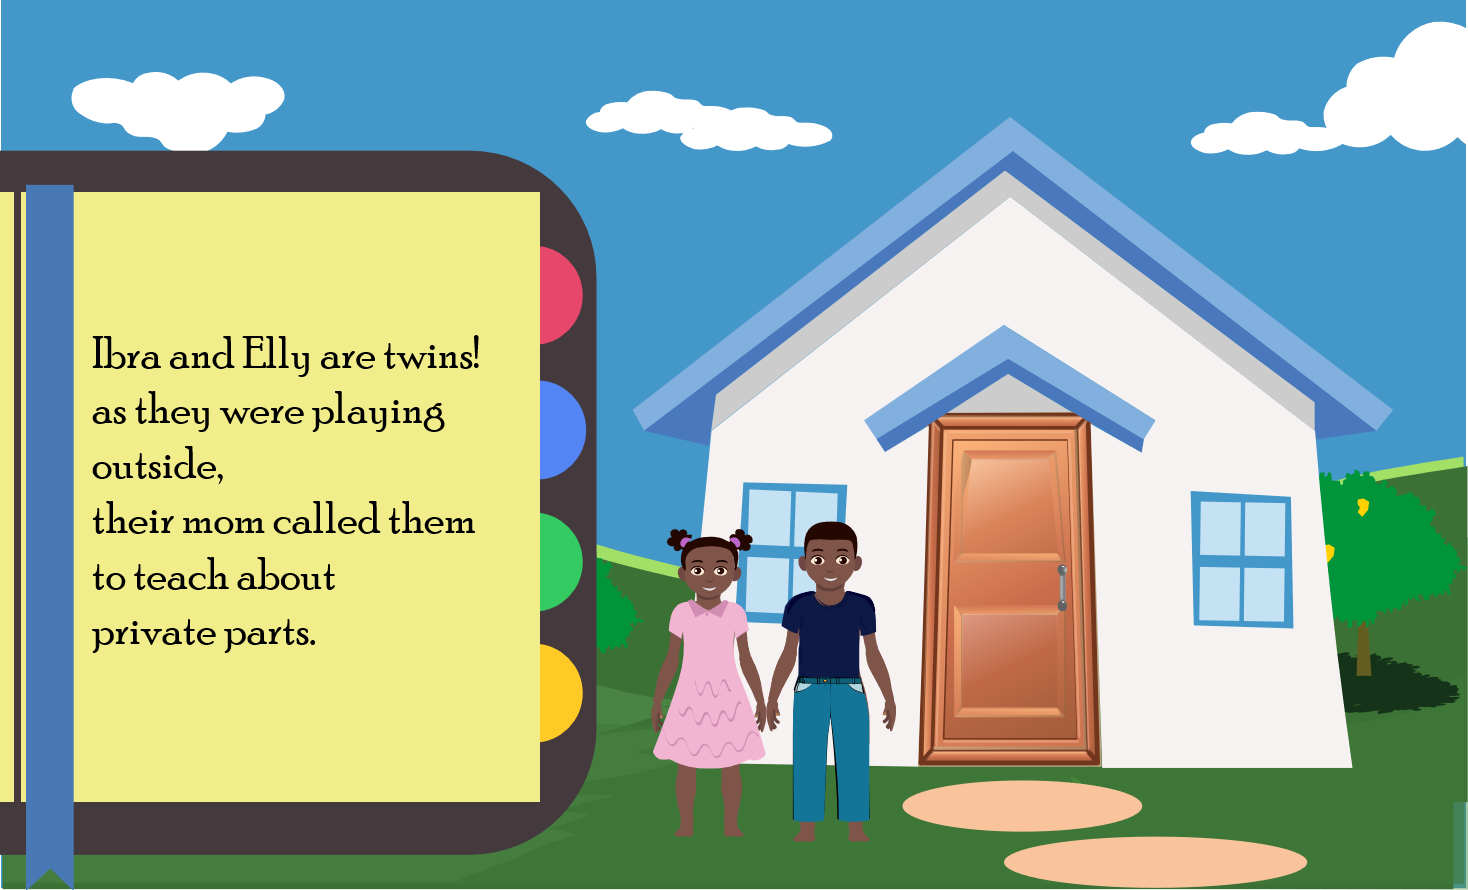 Ibra and Elly are twins!
as they were playing
outside,
their mom called them
to teach about
private parts.